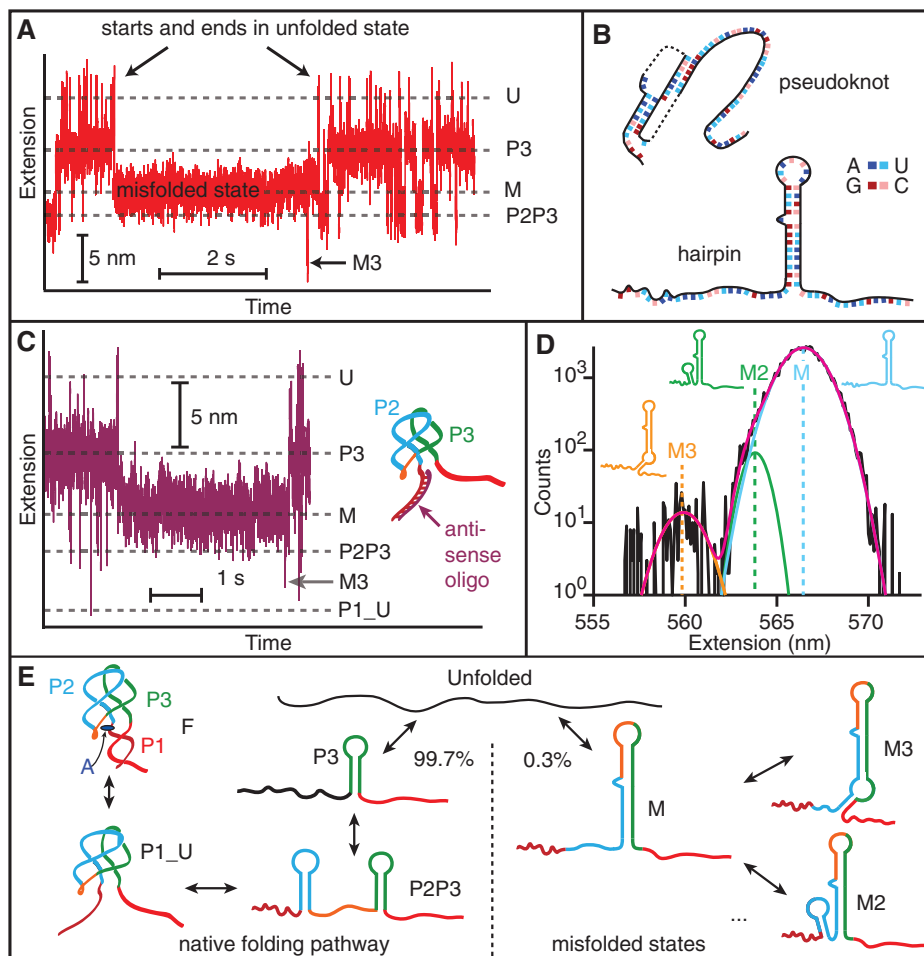 A
starts and ends in unfolded state
Extension
U
P3
misfolded state
M
P2P3
5 nm
2 s
M3
Time
B
pseudoknot
A U
G C
hairpin
C
Extension
U
5 nm
P3
M
P2P3
1 s
M3
P1_U
Time
P2
P3
anti-
sense
oligo
D
Counts
10³
10²
10¹
10⁰
M3
M2
M
555 560 565 570
Extension (nm)
E
P2
P3
F
P1
A
P1_U
Unfolded
P3
99.7%
0.3%
P2P3
native folding pathway
M
M3
M2
...
misfolded states